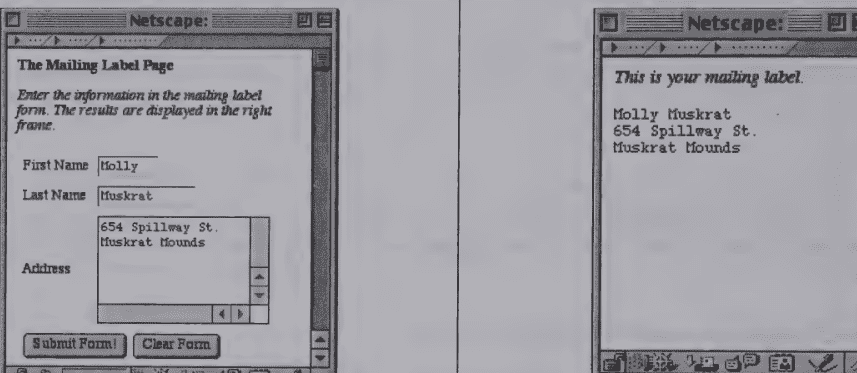 Netscape:
The Mailing Label Page
Enter the information in the mailing label
form. The results are displayed in the right
frame.
First Name Molly
Last Name Muskrat
Address
654 Spillway St.
Muskrat Mounds
Submit Form! Clear Form
Netscape:
This is your mailing label.
Molly Muskrat
654 Spillway St.
Muskrat Mounds